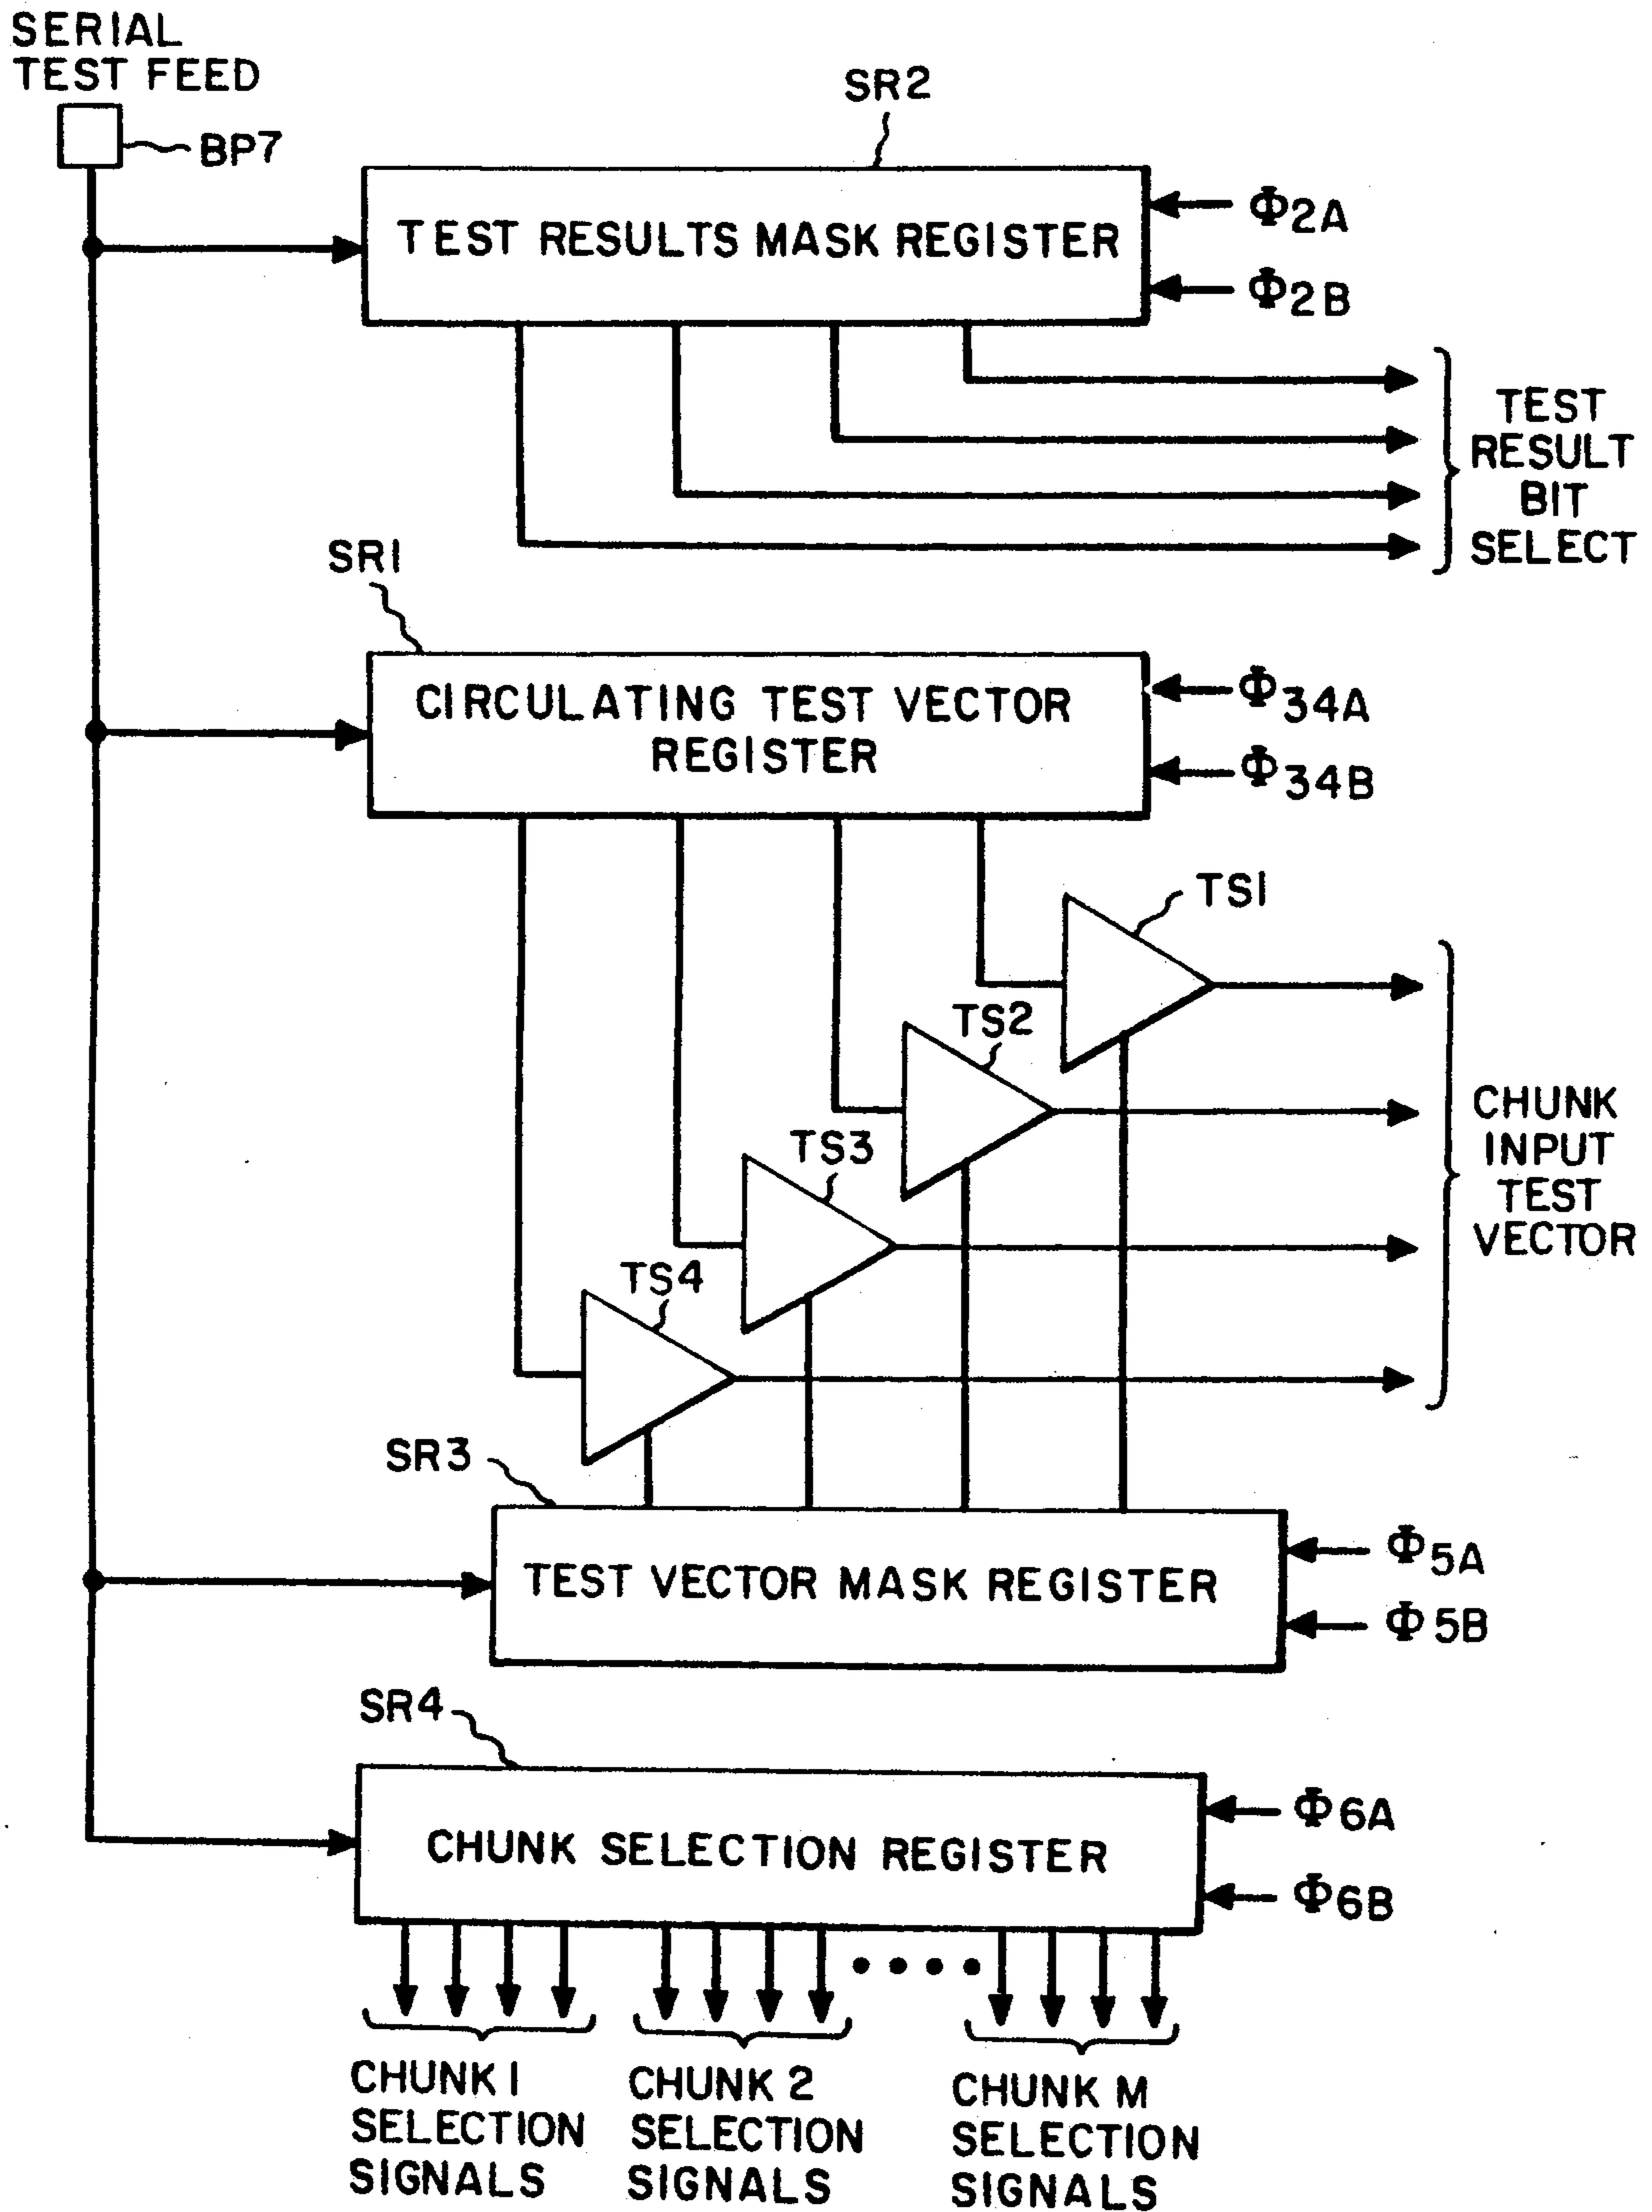 SERIAL
TEST FEED
BP7
SR2
TEST RESULTS MASK REGISTER
Φ2A
Φ2B
TEST
RESULT
BIT
SELECT
SR1
CIRCULATING TEST VECTOR
REGISTER
Φ34A
Φ34B
TS1
TS2
TS3
TS4
CHUNK
INPUT
TEST
VECTOR
SR3
TEST VECTOR MASK REGISTER
Φ5A
Φ5B
SR4
CHUNK SELECTION REGISTER
Φ6A
Φ6B
CHUNK 1
SELECTION
SIGNALS
CHUNK 2
SELECTION
SIGNALS
CHUNK M
SELECTION
SIGNALS